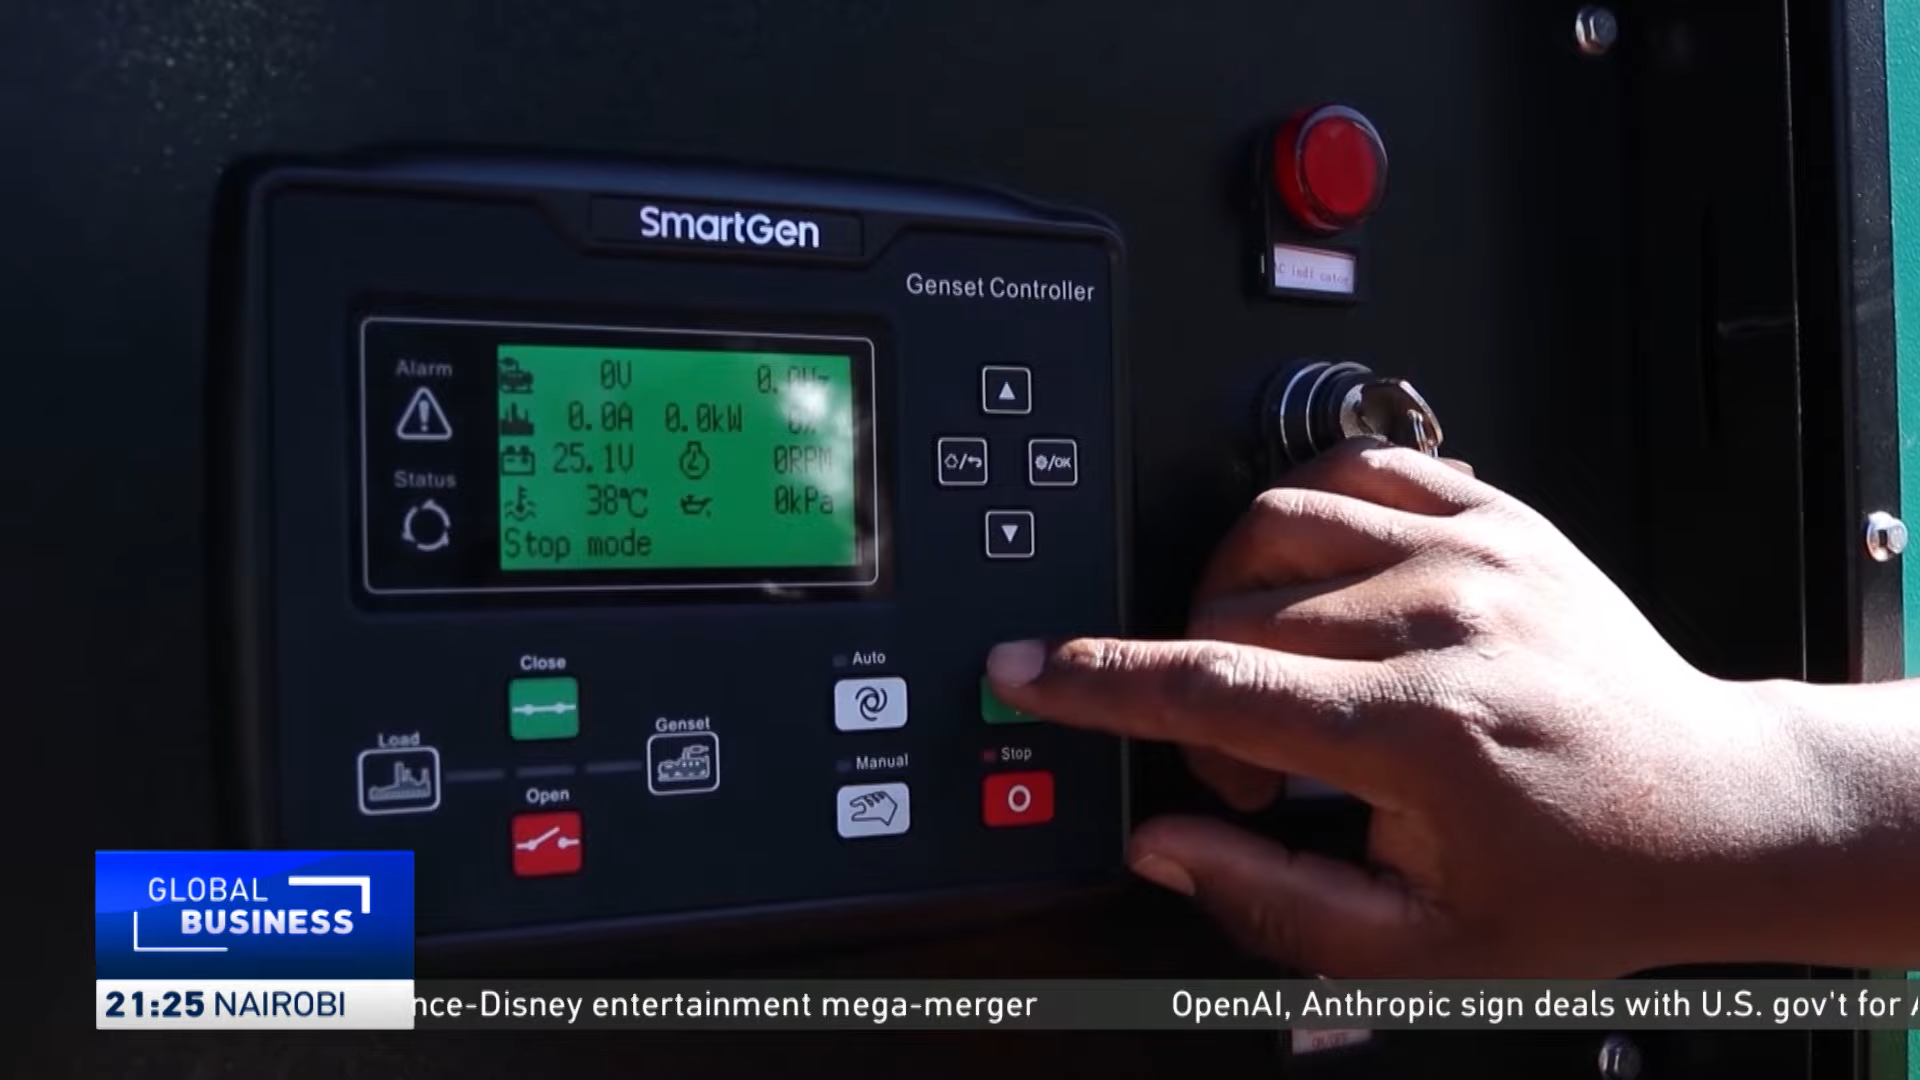 SmartGen
Genset Controller
Alarm
Status
0V
0.0A 0.0kW
25.1V 0RPM
38℃ 0kPa
Stop mode
/OK
Close
Auto
Load
Genset
Open
Manual
Stop
GLOBAL
BUSINESS
21:25 NAIROBI
-Disney entertainment mega-merger
OpenAI, Anthropic sign deals with U.S. gov't for